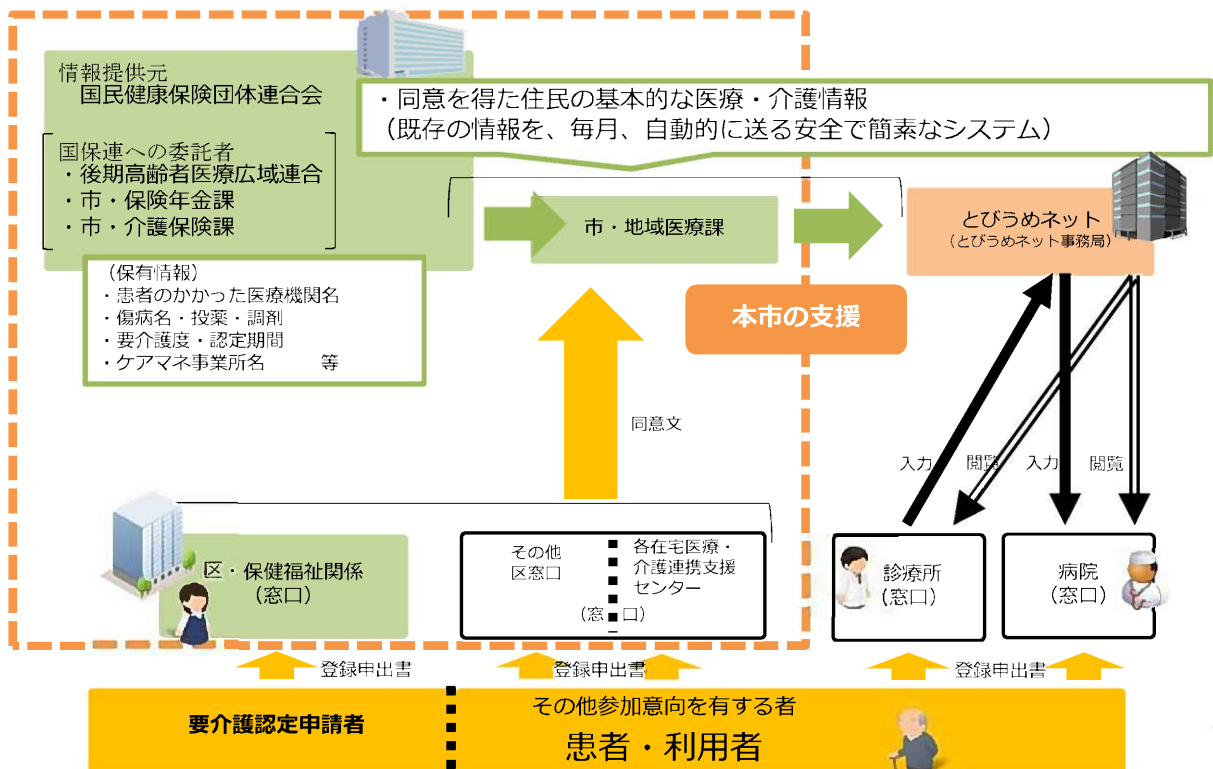 情報提供元
国民健康保険団体連合会
国保連への委託者
・後期高齢者医療広域連合
・市・保険年金課
・市・介護保険課
(保有情報)
・患者のかかった医療機関名
・傷病名・投薬・調剤
・要介護度・認定期間
・ケアマネ事業所名 等
・同意を得た住民の基本的な医療・介護情報
(既存の情報を、毎月、自動的に送る安全で簡素なシステム)
市・地域医療課
とびうめネット
(とびうめネット事務局)
本市の支援
同意文
入力 閲覧 入力 閲覧
区・保健福祉関係
(窓口)
その他
区窓口
各在宅医療・
介護連携支援
センター
(窓口)
診療所
(窓口)
病院
(窓口)
登録申出書 登録申出書 登録申出書
要介護認定申請者
その他参加意向を有する者
患者・利用者